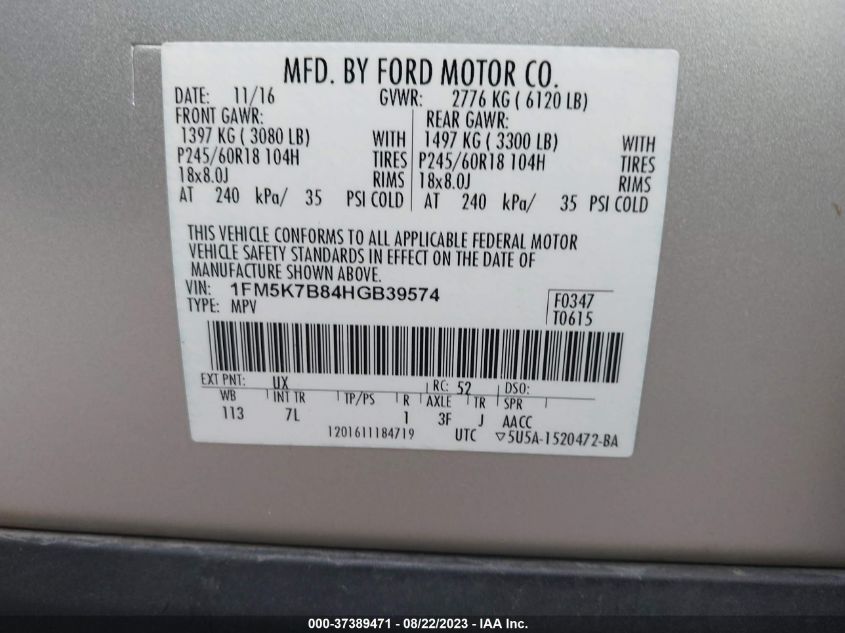 MFD. BY FORD MOTOR CO.
DATE: 11/16 GVWR: 2776 KG ( 6120 LB)
FRONT GAWR: REAR GAWR:
1397 KG ( 3080 LB) WITH 1497 KG ( 3300 LB) WITH
P245/60R18 104H TIRES P245/60R18 104H TIRES
18x8.0J RIMS 18x8.0J RIMS
AT 240 kPa/ 35 PSI COLD AT 240 kPa/ 35 PSI COLD
THIS VEHICLE CONFORMS TO ALL APPLICABLE FEDERAL MOTOR
VEHICLE SAFETY STANDARDS IN EFFECT ON THE DATE OF
MANUFACTURE SHOWN ABOVE.
VIN: 1FM5K7B84HGB39574 F0347
TYPE: MPV T0615
EXT PNT: UX RC: 52 DSO:
WB INT TR TP/PS R AXLE TR SPR
113 7L 1 3F J AACC
1201611184719 UTC ▽5U5A-1520472-BA
000-37389471 - 08/22/2023 - IAA Inc.